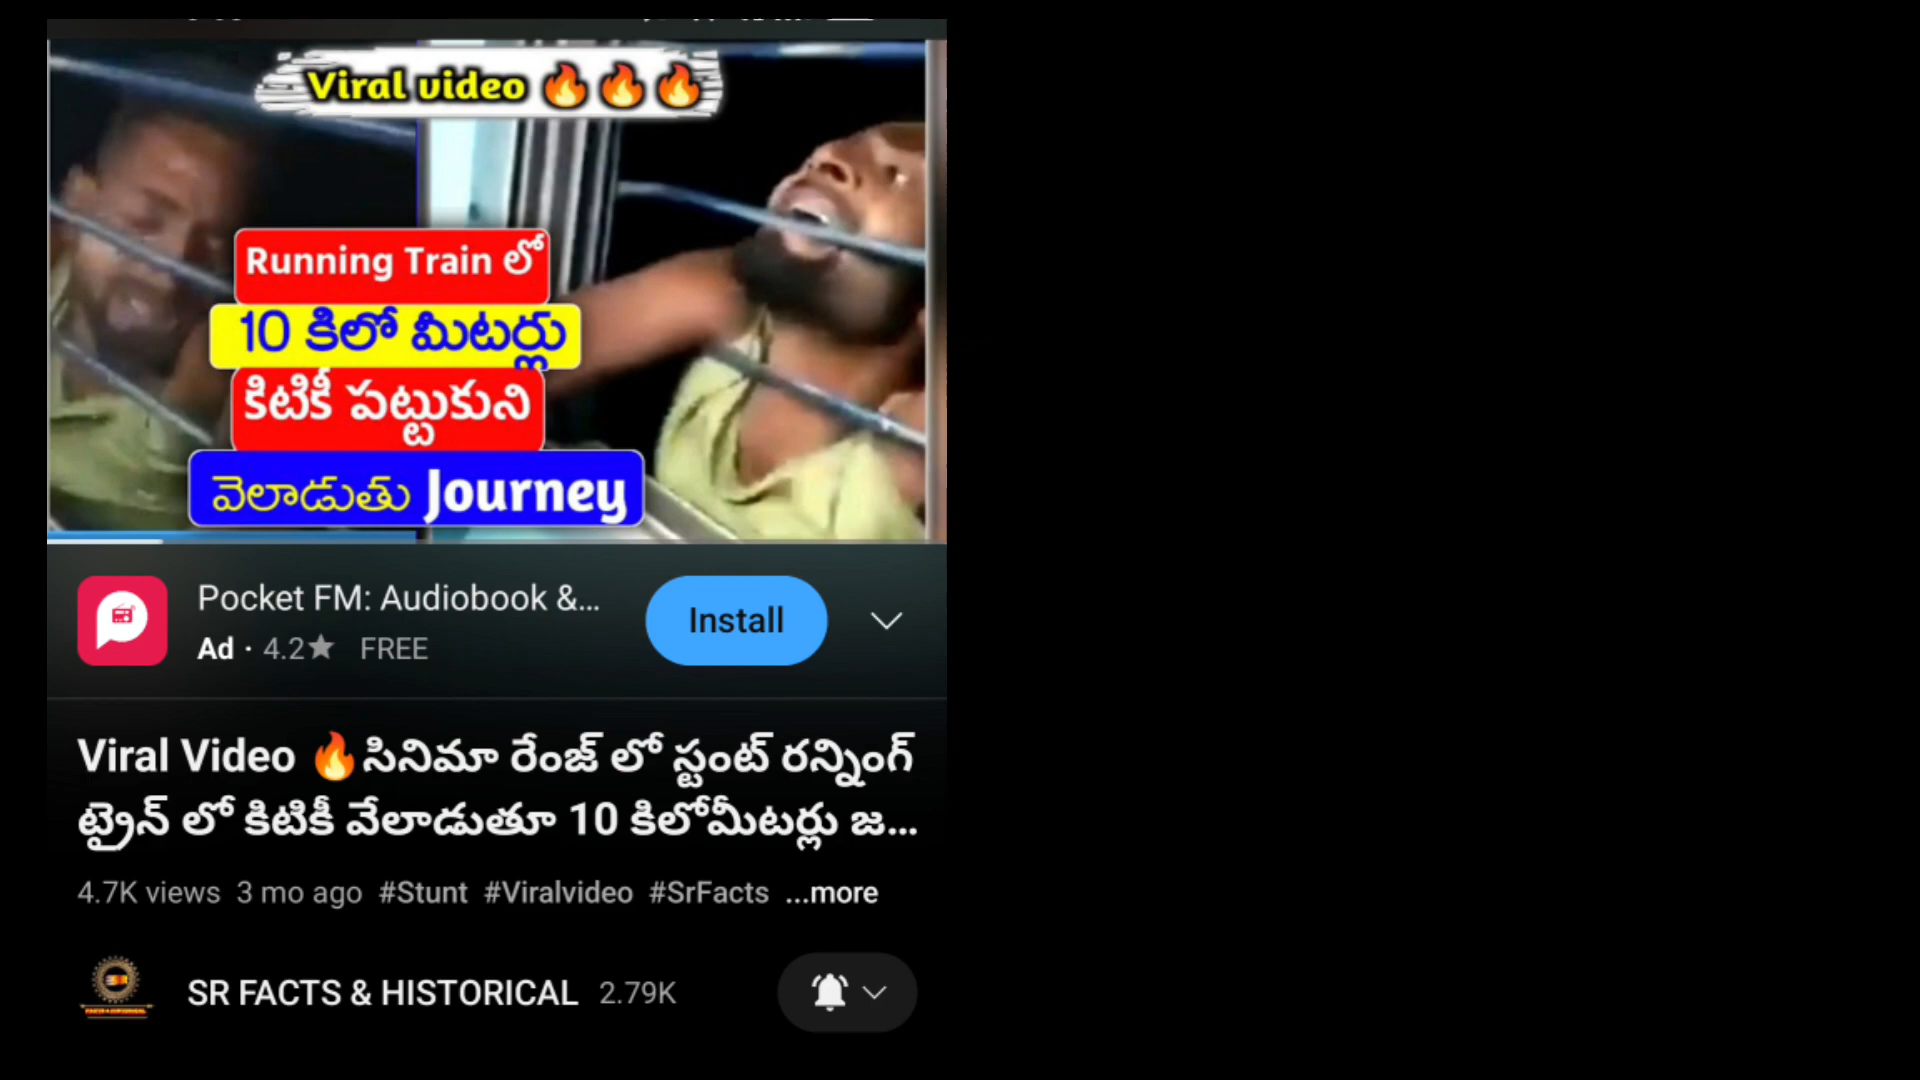 Viral video 🔥🔥🔥
Running Train లో
10 కిలో మీటర్లు
కిటికీ పట్టుకుని
వెలాడుతు Journey
Pocket FM: Audiobook &...
Install
Ad · 4.2★ FREE
Viral Video 🔥సినిమా రేంజ్ లో స్టంట్ రన్నింగ్
ట్రైన్ లో కిటికీ వేలాడుతూ 10 కిలోమీటర్లు జ...
4.7K views 3 mo ago #Stunt #Viralvideo #SrFacts ...more
SR FACTS & HISTORICAL 2.79K